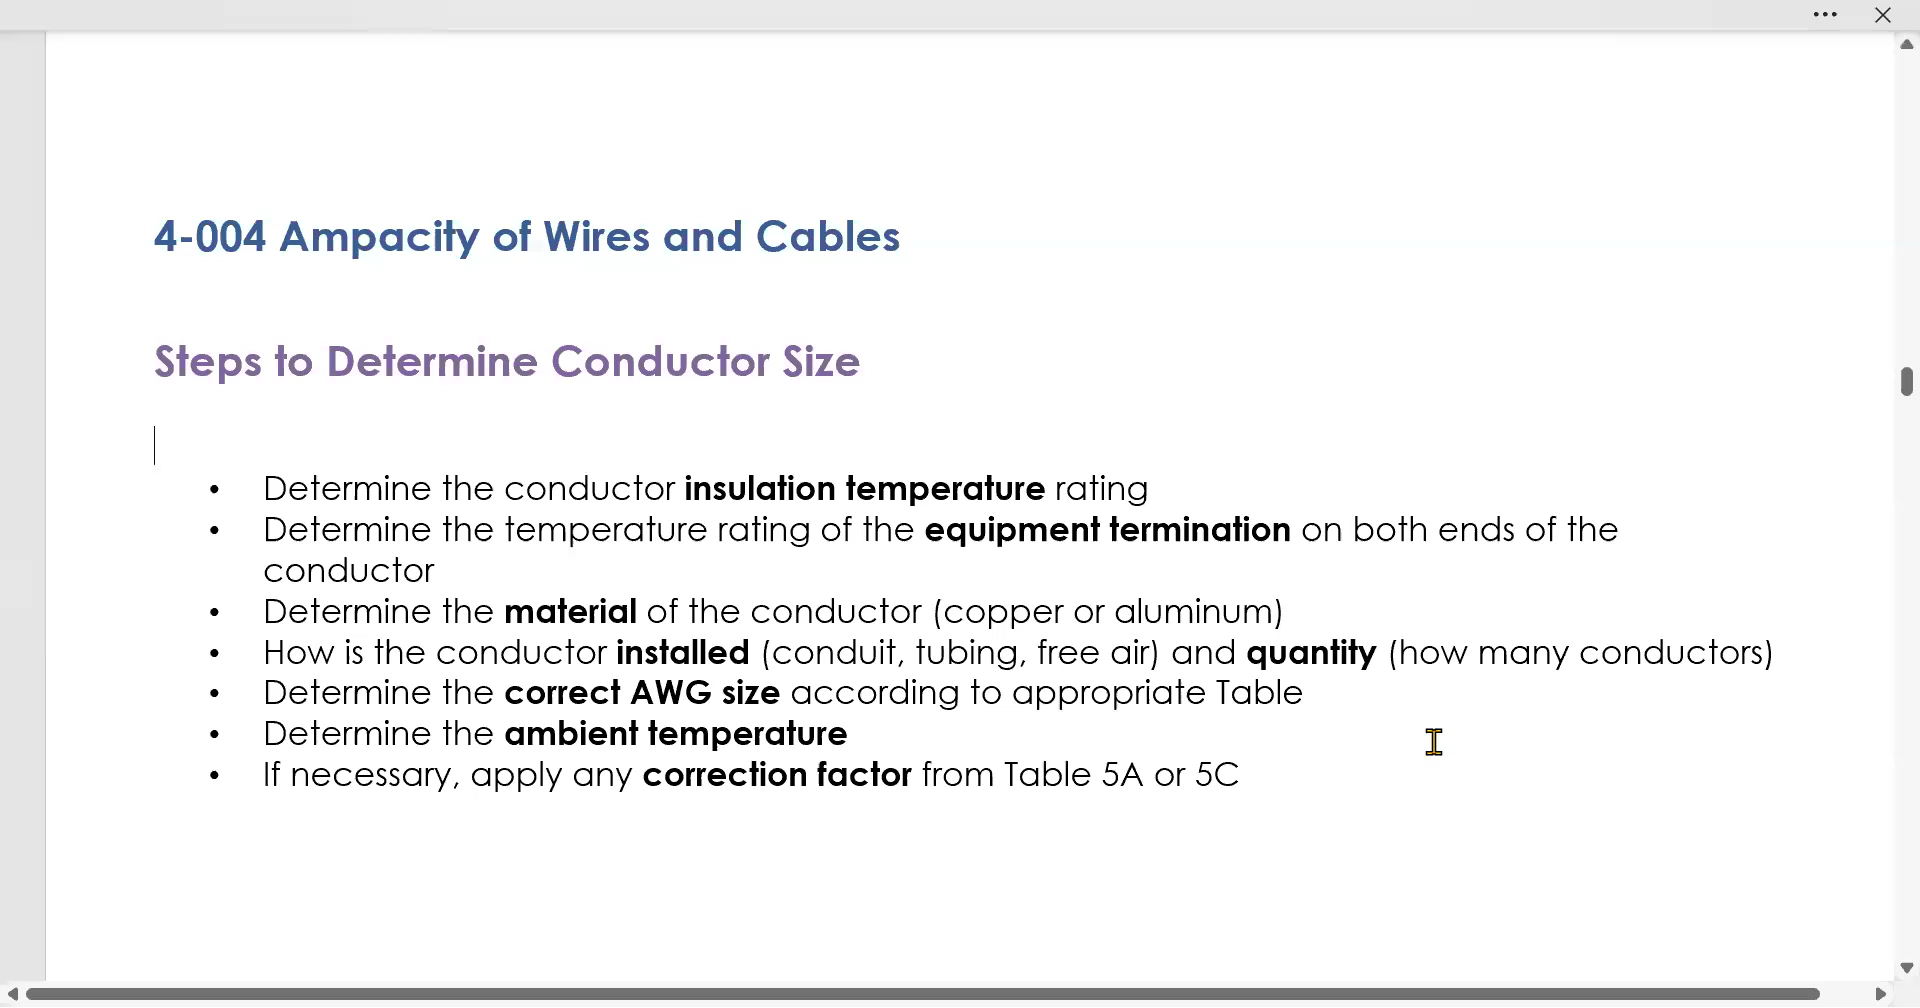 4-004 Ampacity of Wires and Cables
Steps to Determine Conductor Size
• Determine the conductor insulation temperature rating
• Determine the temperature rating of the equipment termination on both ends of the
conductor
• Determine the material of the conductor (copper or aluminum)
• How is the conductor installed (conduit, tubing, free air) and quantity (how many conductors)
• Determine the correct AWG size according to appropriate Table
• Determine the ambient temperature
• If necessary, apply any correction factor from Table 5A or 5C